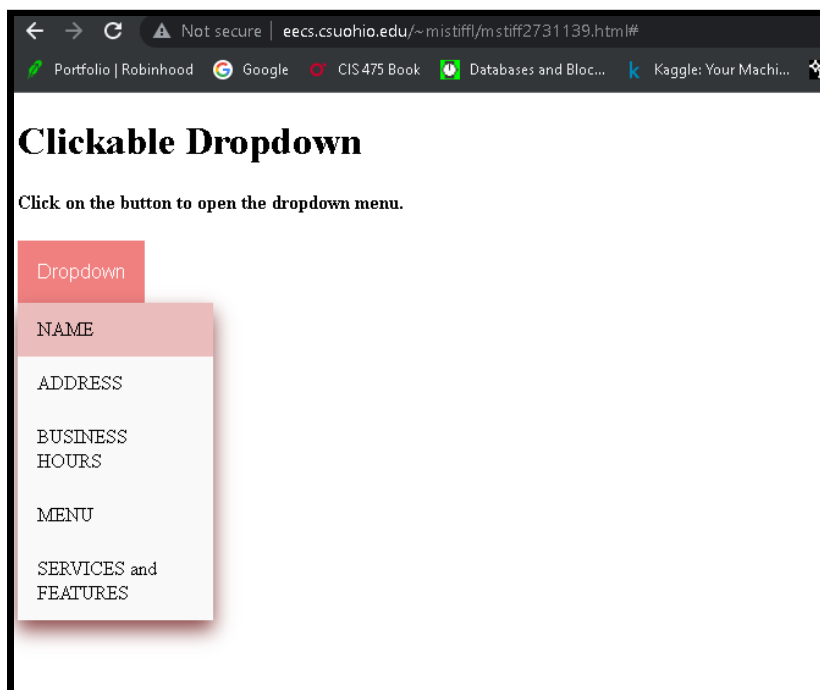 Not secure | eecs.csuohio.edu/~mistiffl/mstiff2731139.html#
Portfolio | Robinhood Google CIS 475 Book Databases and Bloc... Kaggle: Your Machi...
Clickable Dropdown
Click on the button to open the dropdown menu.
Dropdown
NAME
ADDRESS
BUSINESS
HOURS
MENU
SERVICES and
FEATURES